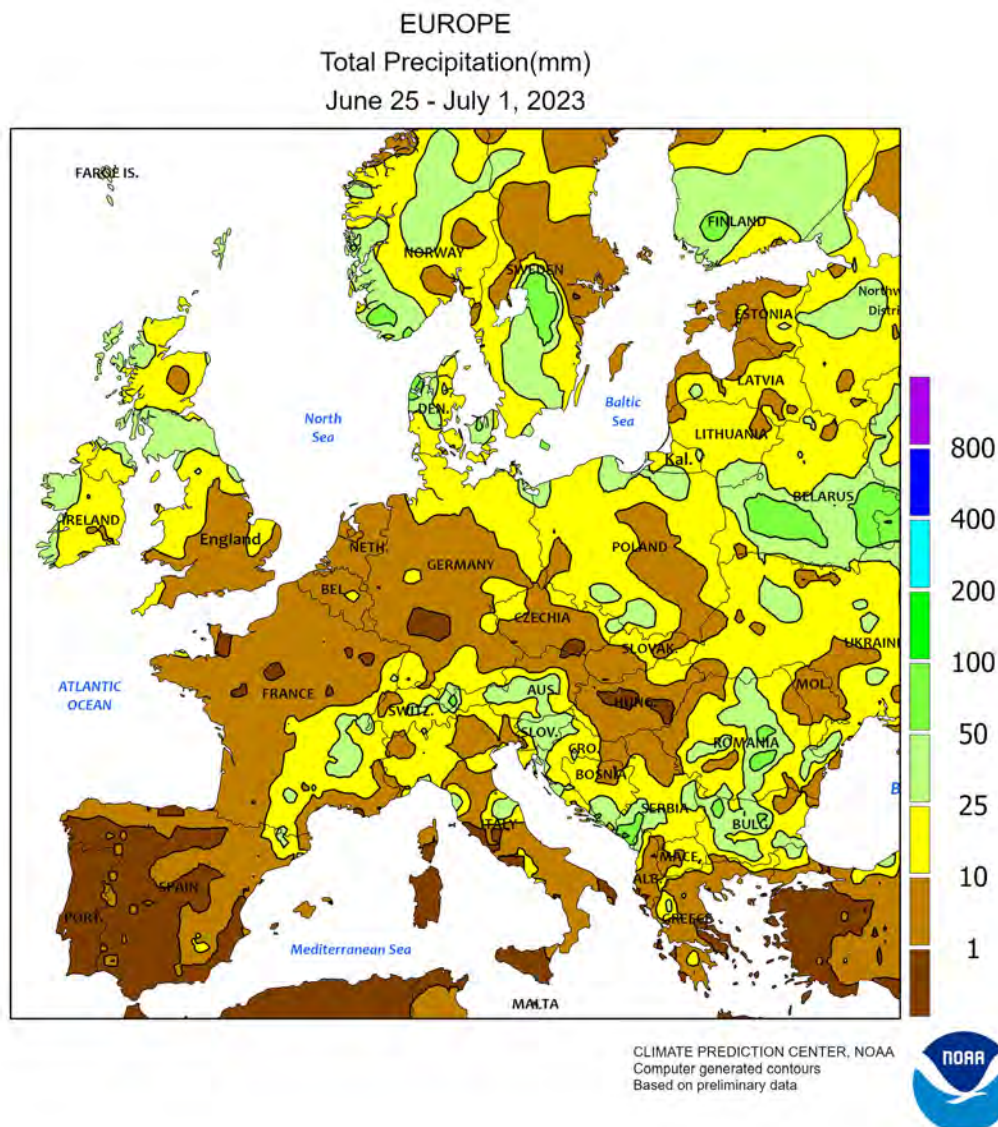 EUROPE
Total Precipitation(mm)
June 25 - July 1, 2023
FAROE IS.
FINLAND
NORWAY
SWEDEN
Northw
Distri
ESTONIA
LATVIA
North
Sea
DEN.
Baltic
Sea
LITHUANIA
Kal.
BELARUS
IRELAND
England
NETH.
POLAND
GERMANY
BEL.
CZECHIA
SLOVAK.
UKRAIN
ATLANTIC
OCEAN
FRANCE
AUS.
HUNG.
MOL.
SWITZ.
SLOV.
CRO.
ROMANIA
BOSNIA
B
SERBIA
BULG.
ITALY
MACE.
ALB.
SPAIN
PORT.
GREECE
Mediterranean Sea
MALTA
800
400
200
100
50
25
10
1
CLIMATE PREDICTION CENTER, NOAA
Computer generated contours
Based on preliminary data
NOAA